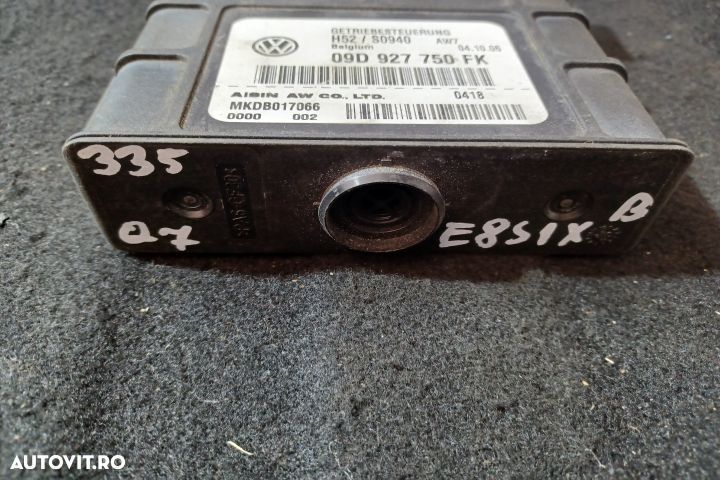 GETRIEBESTEUERUNG
H52 / S0940 AW7
Belgium 04.10.06
09D 927 750 FK
AISIN AW CO., LTD. 0418
MKDB017066
0000 002
335
Q7
E8S1X
B
AUTOVIT.RO